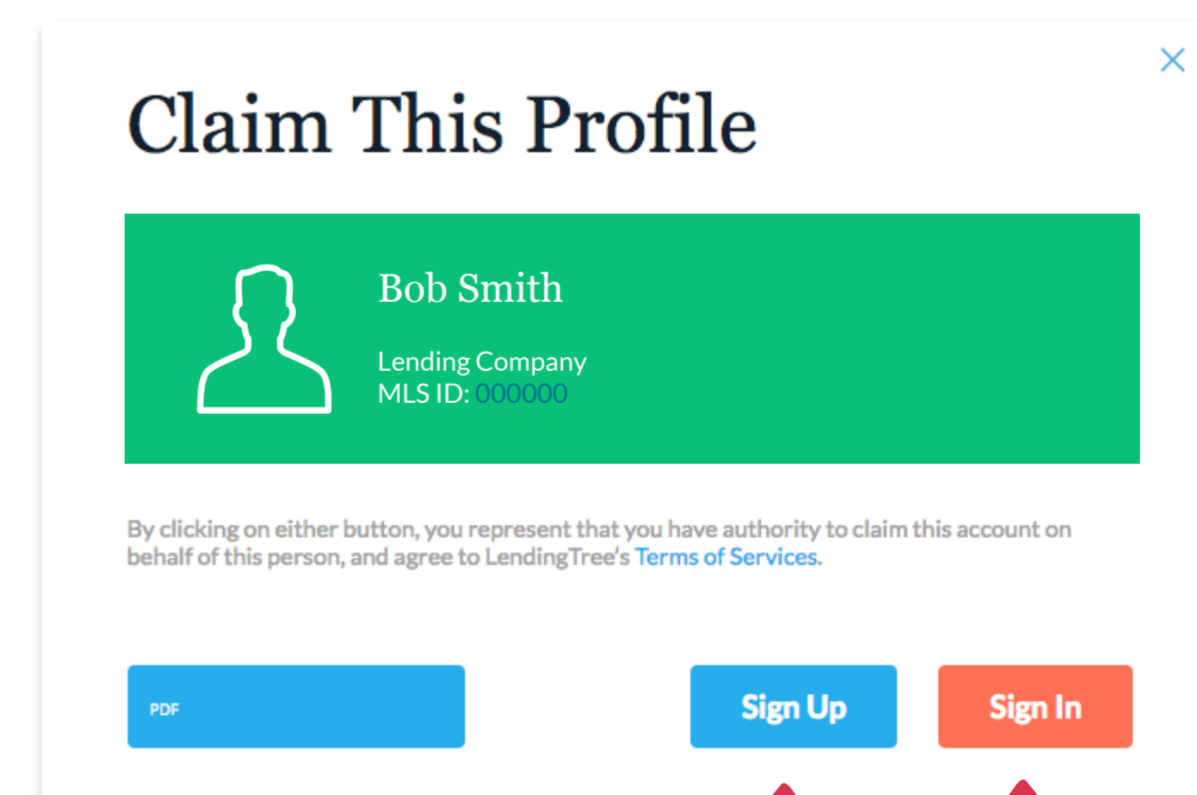 Claim This Profile
Bob Smith
Lending Company
MLS ID: 000000
By clicking on either button, you represent that you have authority to claim this account on
behalf of this person, and agree to LendingTree's Terms of Services.
PDF
Sign Up
Sign In